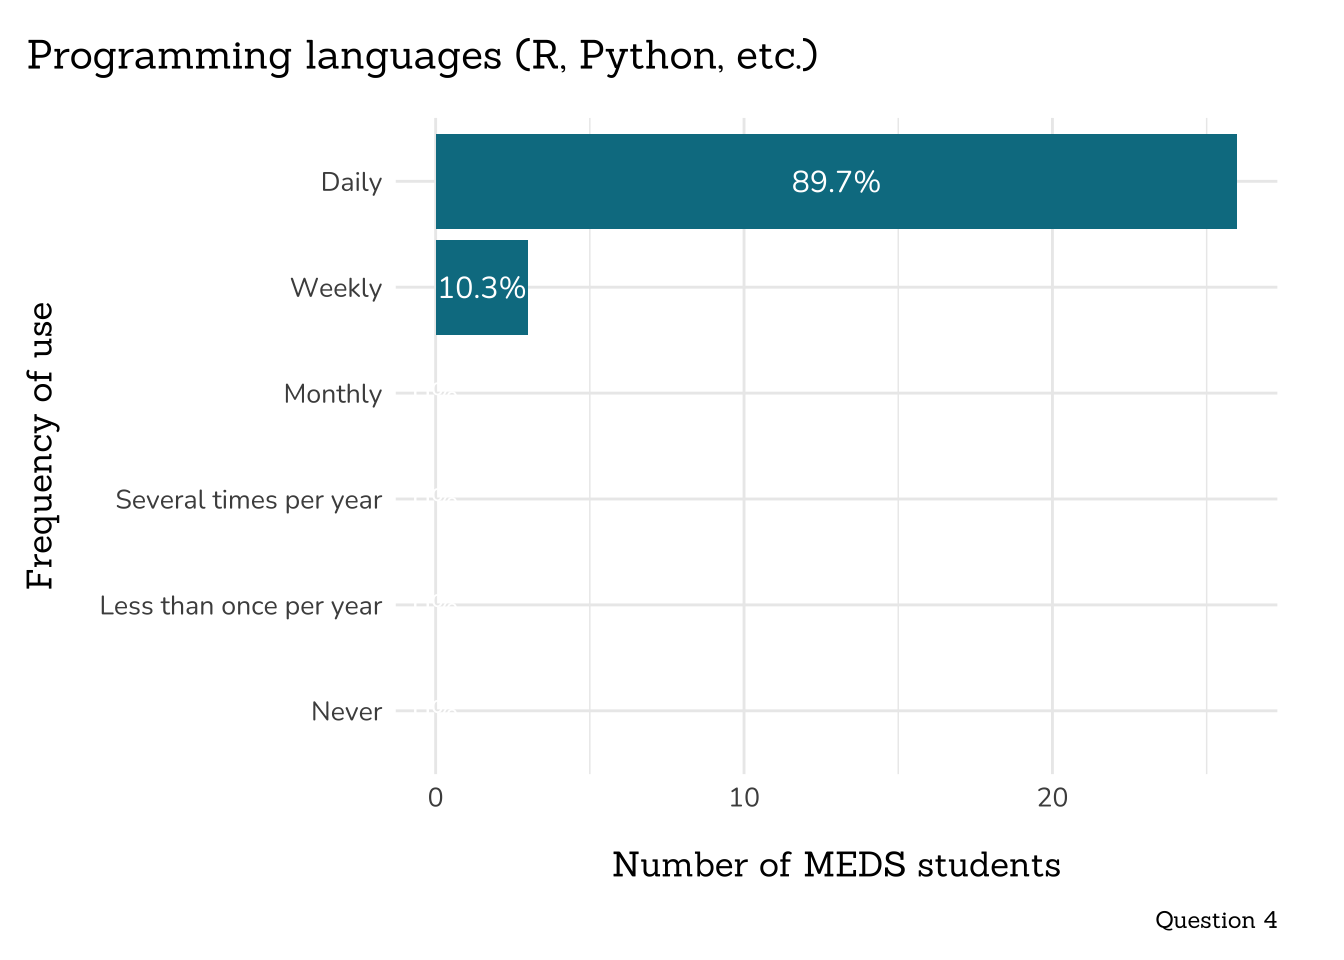 Programming languages (R, Python, etc.)
Frequency of use
Daily
89.7%
Weekly
10.3%
Monthly
Several times per year
Less than once per year
Never
0
10
20
Number of MEDS students
Question 4